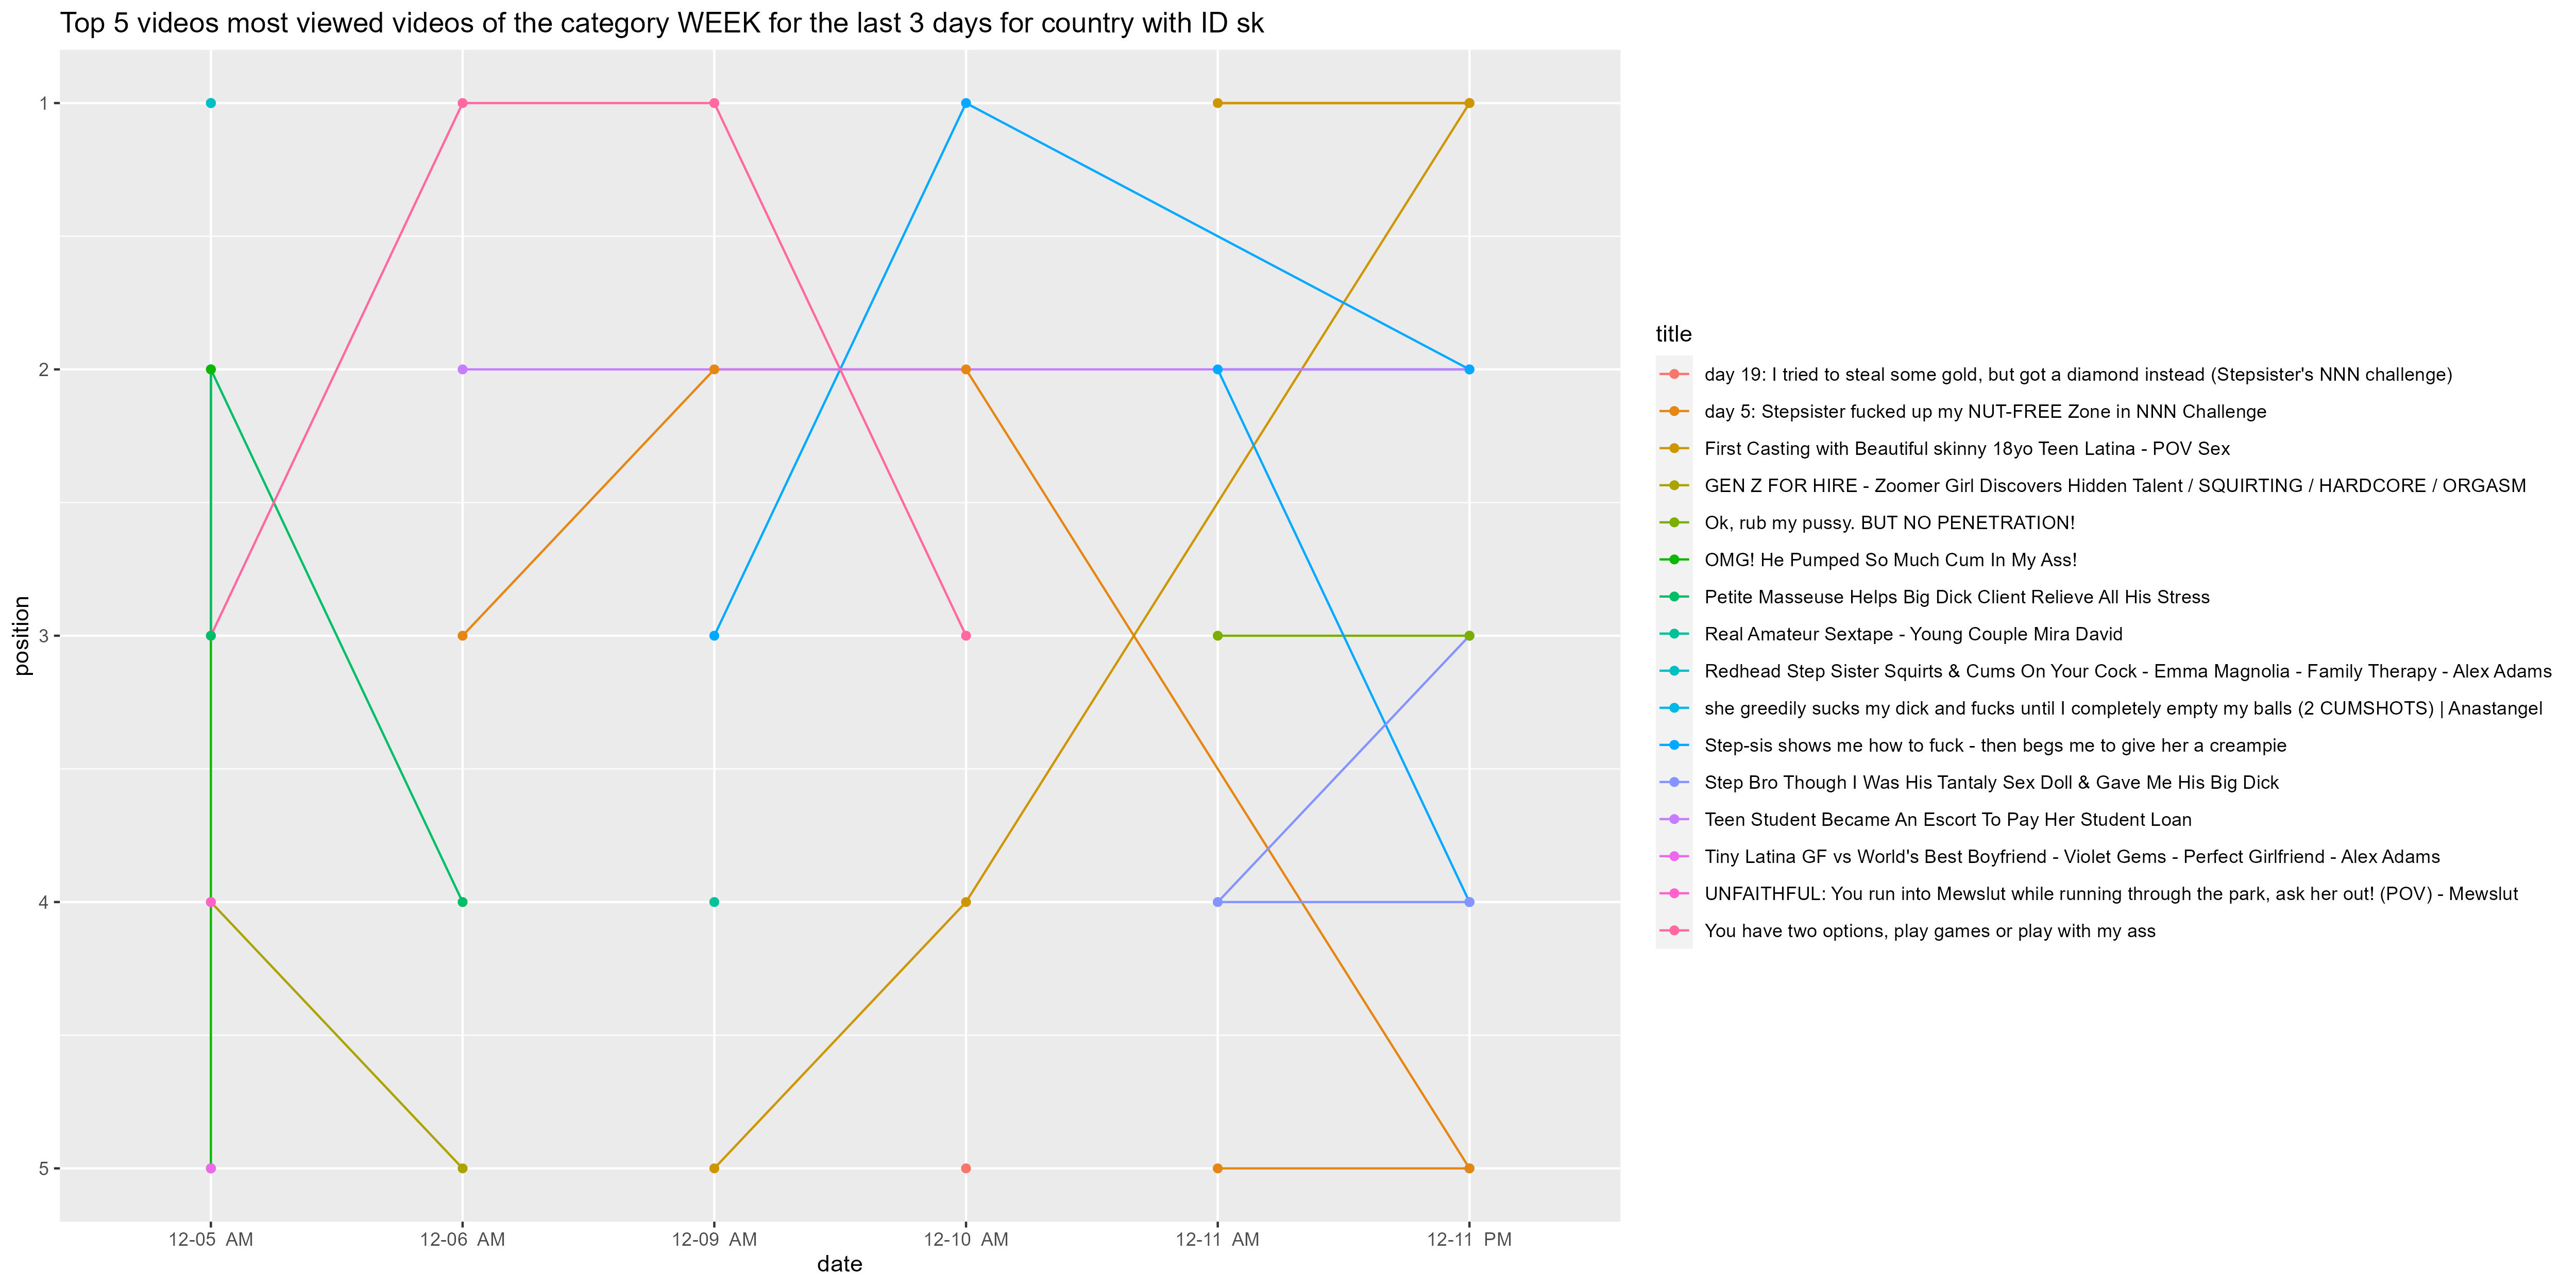 Top 5 videos most viewed videos of the category WEEK for the last 3 days for country with ID sk
position
1
2
3
4
5
12-05 AM
12-06 AM
12-09 AM
12-10 AM
12-11 AM
12-11 PM
date
title
day 19: I tried to steal some gold, but got a diamond instead (Stepsister's NNN challenge)
day 5: Stepsister fucked up my NUT-FREE Zone in NNN Challenge
First Casting with Beautiful skinny 18yo Teen Latina - POV Sex
GEN Z FOR HIRE - Zoomer Girl Discovers Hidden Talent / SQUIRTING / HARDCORE / ORGASM
Ok, rub my pussy. BUT NO PENETRATION!
OMG! He Pumped So Much Cum In My Ass!
Petite Masseuse Helps Big Dick Client Relieve All His Stress
Real Amateur Sextape - Young Couple Mira David
Redhead Step Sister Squirts & Cums On Your Cock - Emma Magnolia - Family Therapy - Alex Adams
she greedily sucks my dick and fucks until I completely empty my balls (2 CUMSHOTS) | Anastangel
Step-sis shows me how to fuck - then begs me to give her a creampie
Step Bro Though I Was His Tantaly Sex Doll & Gave Me His Big Dick
Teen Student Became An Escort To Pay Her Student Loan
Tiny Latina GF vs World's Best Boyfriend - Violet Gems - Perfect Girlfriend - Alex Adams
UNFAITHFUL: You run into Mewslut while running through the park, ask her out! (POV) - Mewslut
You have two options, play games or play with my ass